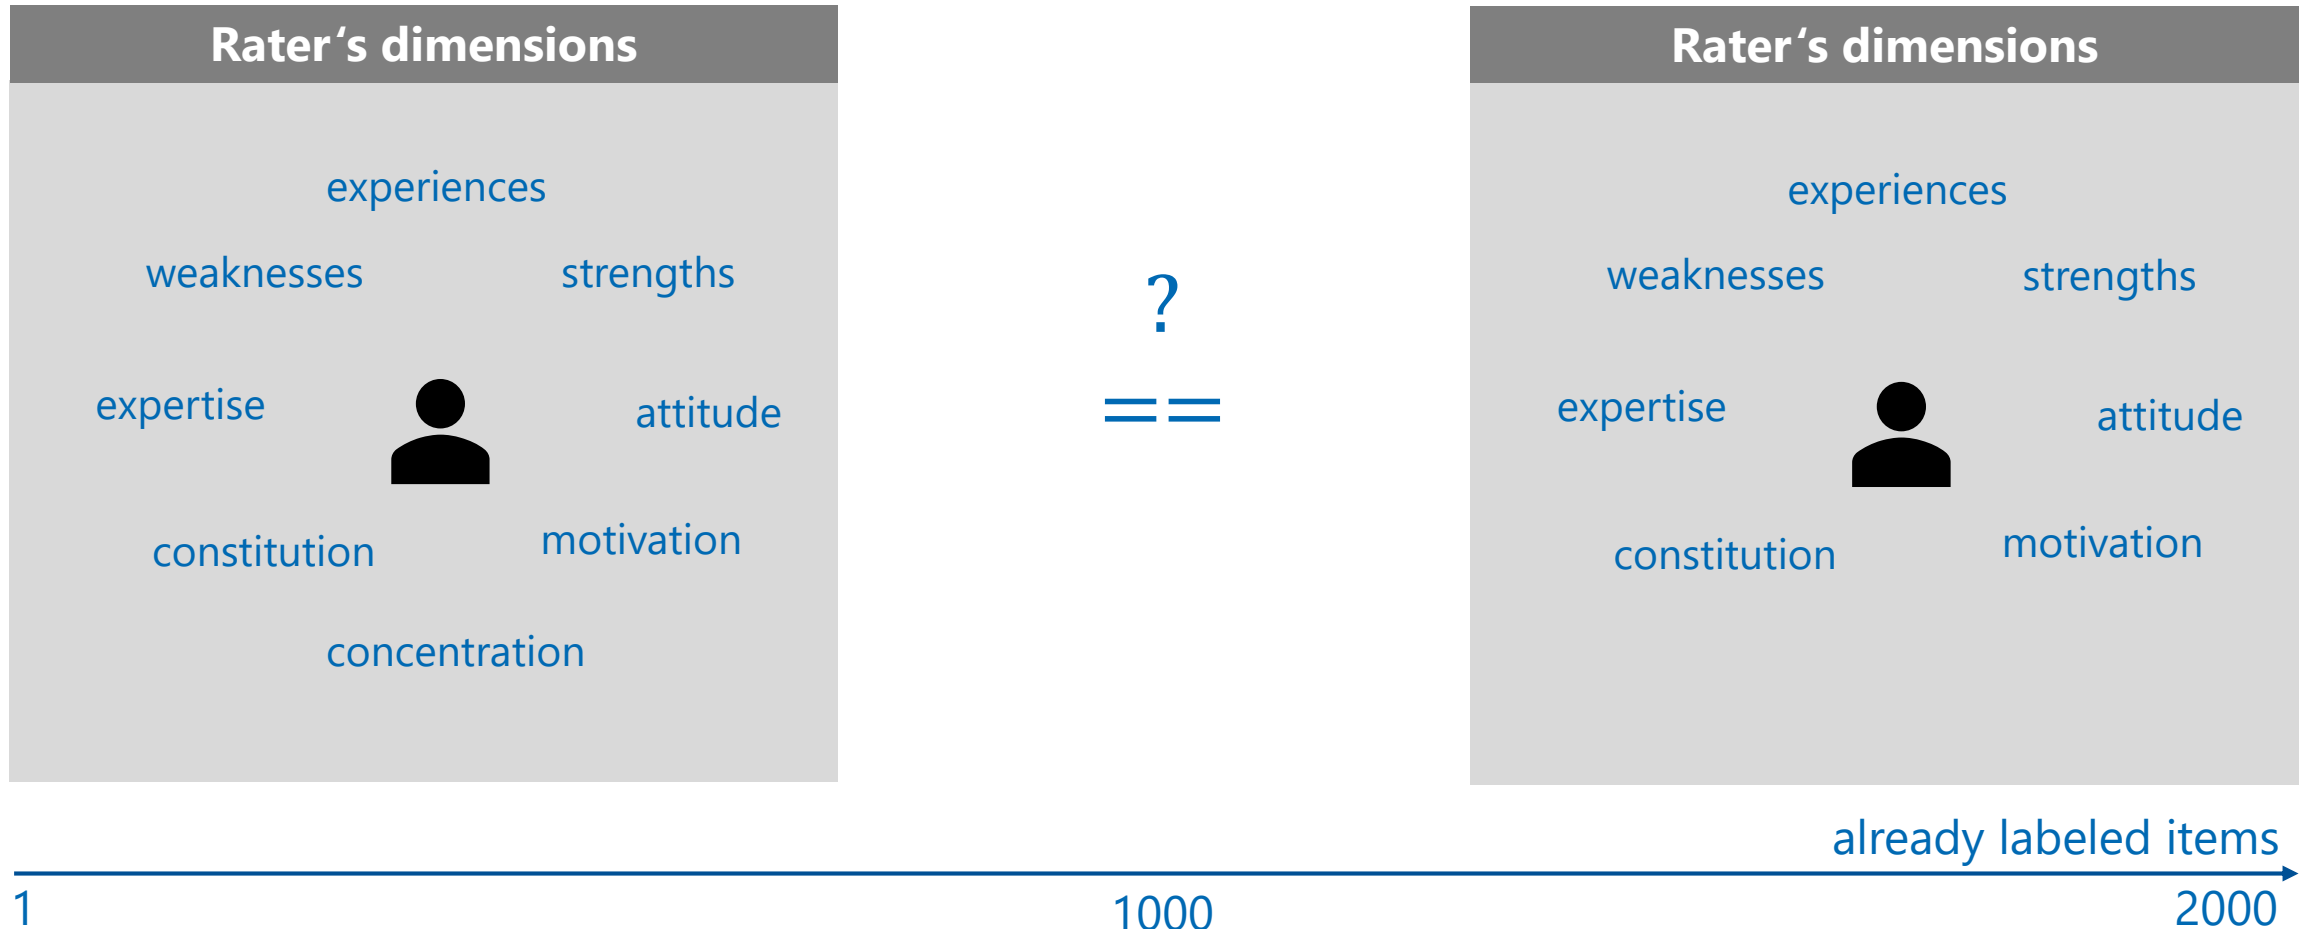 Rater‘s dimensions
experiences
weaknesses strengths
expertise attitude
constitution motivation
concentration
?
==
Rater‘s dimensions
experiences
weaknesses strengths
expertise attitude
constitution motivation
already labeled items
1 1000 2000